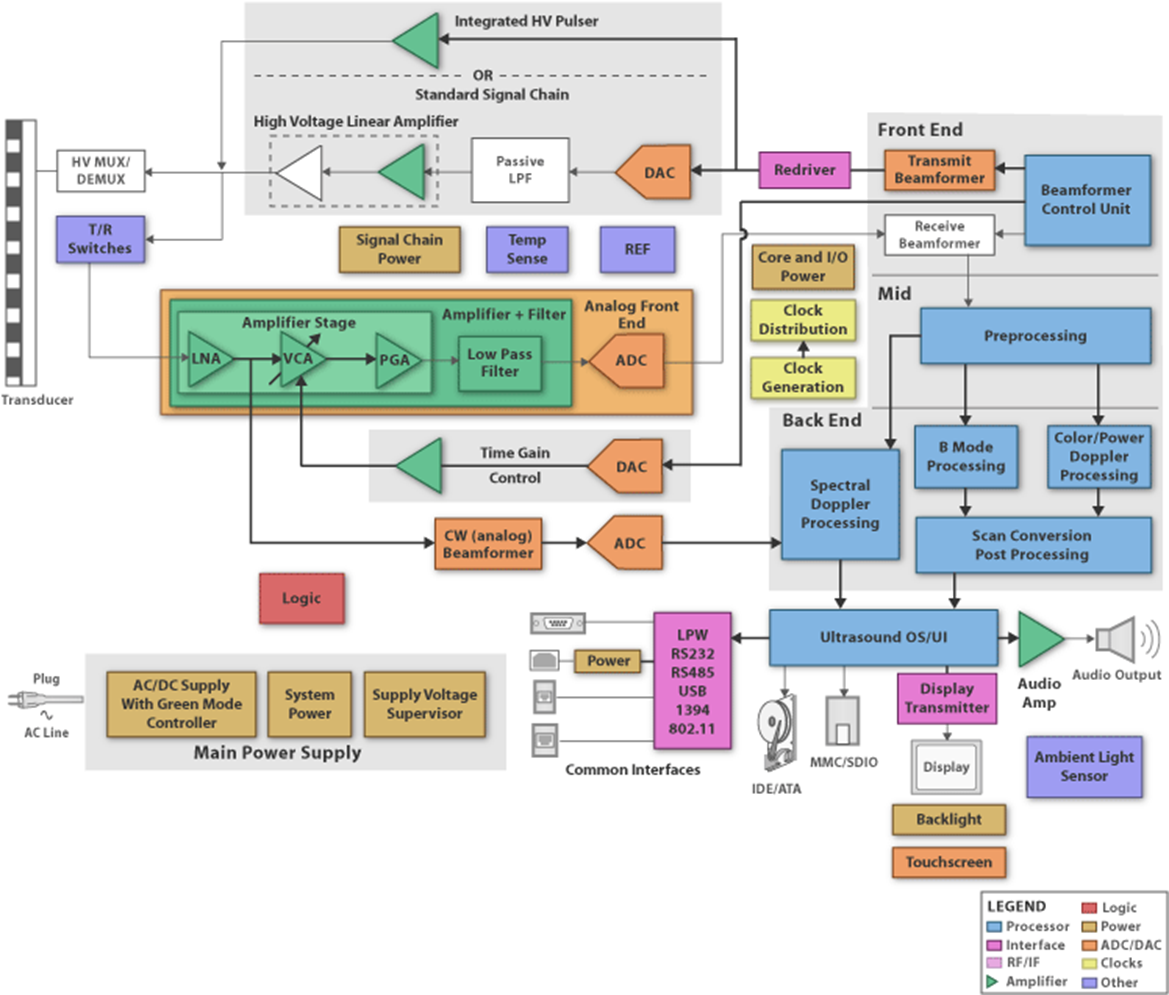 Integrated HV Pulser
OR
Standard Signal Chain
High Voltage Linear Amplifier
HV MUX/
DEMUX
Passive
LPF
DAC
Redriver
Front End
Transmit
Beamformer
Beamformer
Control Unit
T/R
Switches
Signal Chain
Power
Temp
Sense
REF
Receive
Beamformer
Core and I/O
Power
Mid
Clock
Distribution
Clock
Generation
Preprocessing
Transducer
Amplifier Stage
Amplifier + Filter
Analog Front
End
LNA
VCA
PGA
Low Pass
Filter
ADC
Back End
Time Gain
Control
DAC
Spectral
Doppler
Processing
B Mode
Processing
Color/Power
Doppler
Processing
CW (analog)
Beamformer
ADC
Scan Conversion
Post Processing
Logic
LPW
RS232
RS485
USB
1394
802.11
Power
Common Interfaces
Ultrasound OS/UI
Audio
Amp
Audio Output
Plug
AC Line
AC/DC Supply
With Green Mode
Controller
System
Power
Supply Voltage
Supervisor
Main Power Supply
IDE/ATA
MMC/SDIO
Display
Transmitter
Display
Ambient Light
Sensor
Backlight
Touchscreen
LEGEND
Processor
Interface
RF/IF
Amplifier
Logic
Power
ADC/DAC
Clocks
Other